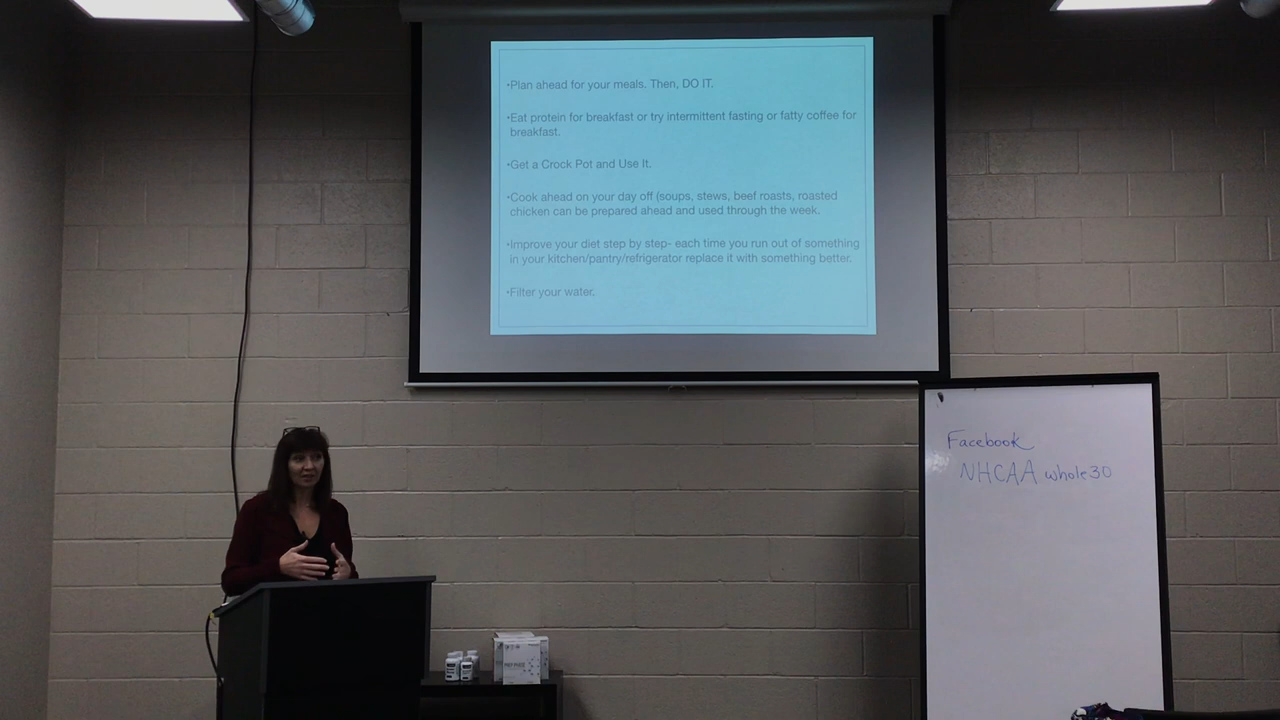 •Plan ahead for your meals. Then, DO IT.
•Eat protein for breakfast or try intermittent fasting or fatty coffee for
breakfast.
•Get a Crock Pot and Use It.
•Cook ahead on your day off (soups, stews, beef roasts, roasted
chicken can be prepared ahead and used through the week.
•Improve your diet step by step- each time you run out of something
in your kitchen/pantry/refrigerator replace it with something better.
•Filter your water.
Facebook
NHCAA whole30